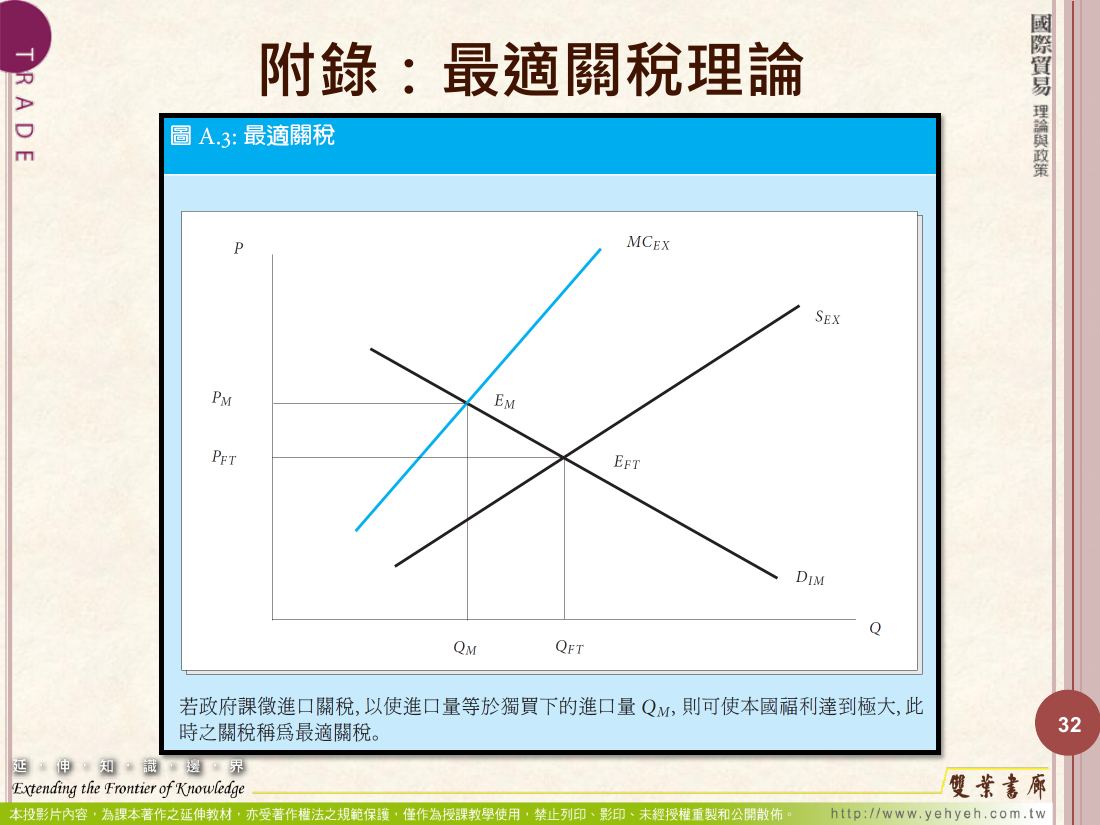 附錄：最適關稅理論
TRADE
國際貿易 理論與政策
圖 A.3: 最適關稅
P
MC_EX
S_EX
P_M
E_M
P_FT
E_FT
D_IM
Q
Q_M
Q_FT
若政府課徵進口關稅, 以使進口量等於獨買下的進口量 Q_M, 則可使本國福利達到極大, 此
時之關稅稱爲最適關稅。
32
延・伸・知・識・邊・界
Extending the Frontier of Knowledge
雙葉書廊
本投影片內容，為課本著作之延伸教材，亦受著作權法之規範保護，僅作為授課教學使用，禁止列印、影印、未經授權重製和公開散佈。
http://www.yehyeh.com.tw